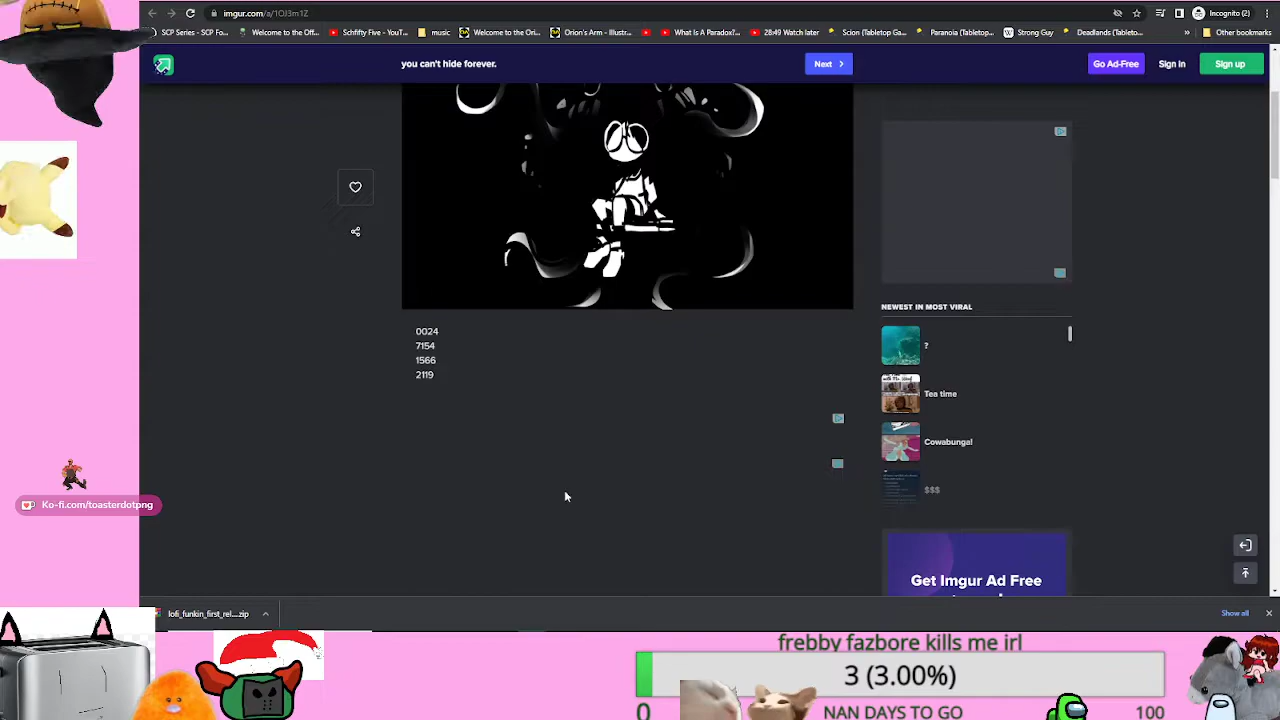 imgur.com/a/1OJ3m1Z
Incognito (2)
SCP Series - SCP Fo...
Welcome to the Off...
Schfifty Five - YouT...
music
Welcome to the Ori...
Orion's Arm - Illustr...
What Is A Paradox?...
28:49 Watch later
Scion (Tabletop Ga...
Paranoia (Tabletop...
Strong Guy
Deadlands (Tableto...
»
Other bookmarks
you can't hide forever.
Next
Go Ad-Free
Sign in
Sign up
0024
7154
1566
2119
NEWEST IN MOST VIRAL
?
Tea time
Cowabunga!
$$$
Get Imgur Ad Free
Ko-fi.com/toasterdotpng
lofi_funkin_first_rel....zip
Show all
frebby fazbore kills me irl
3 (3.00%)
0
NAN DAYS TO GO
100